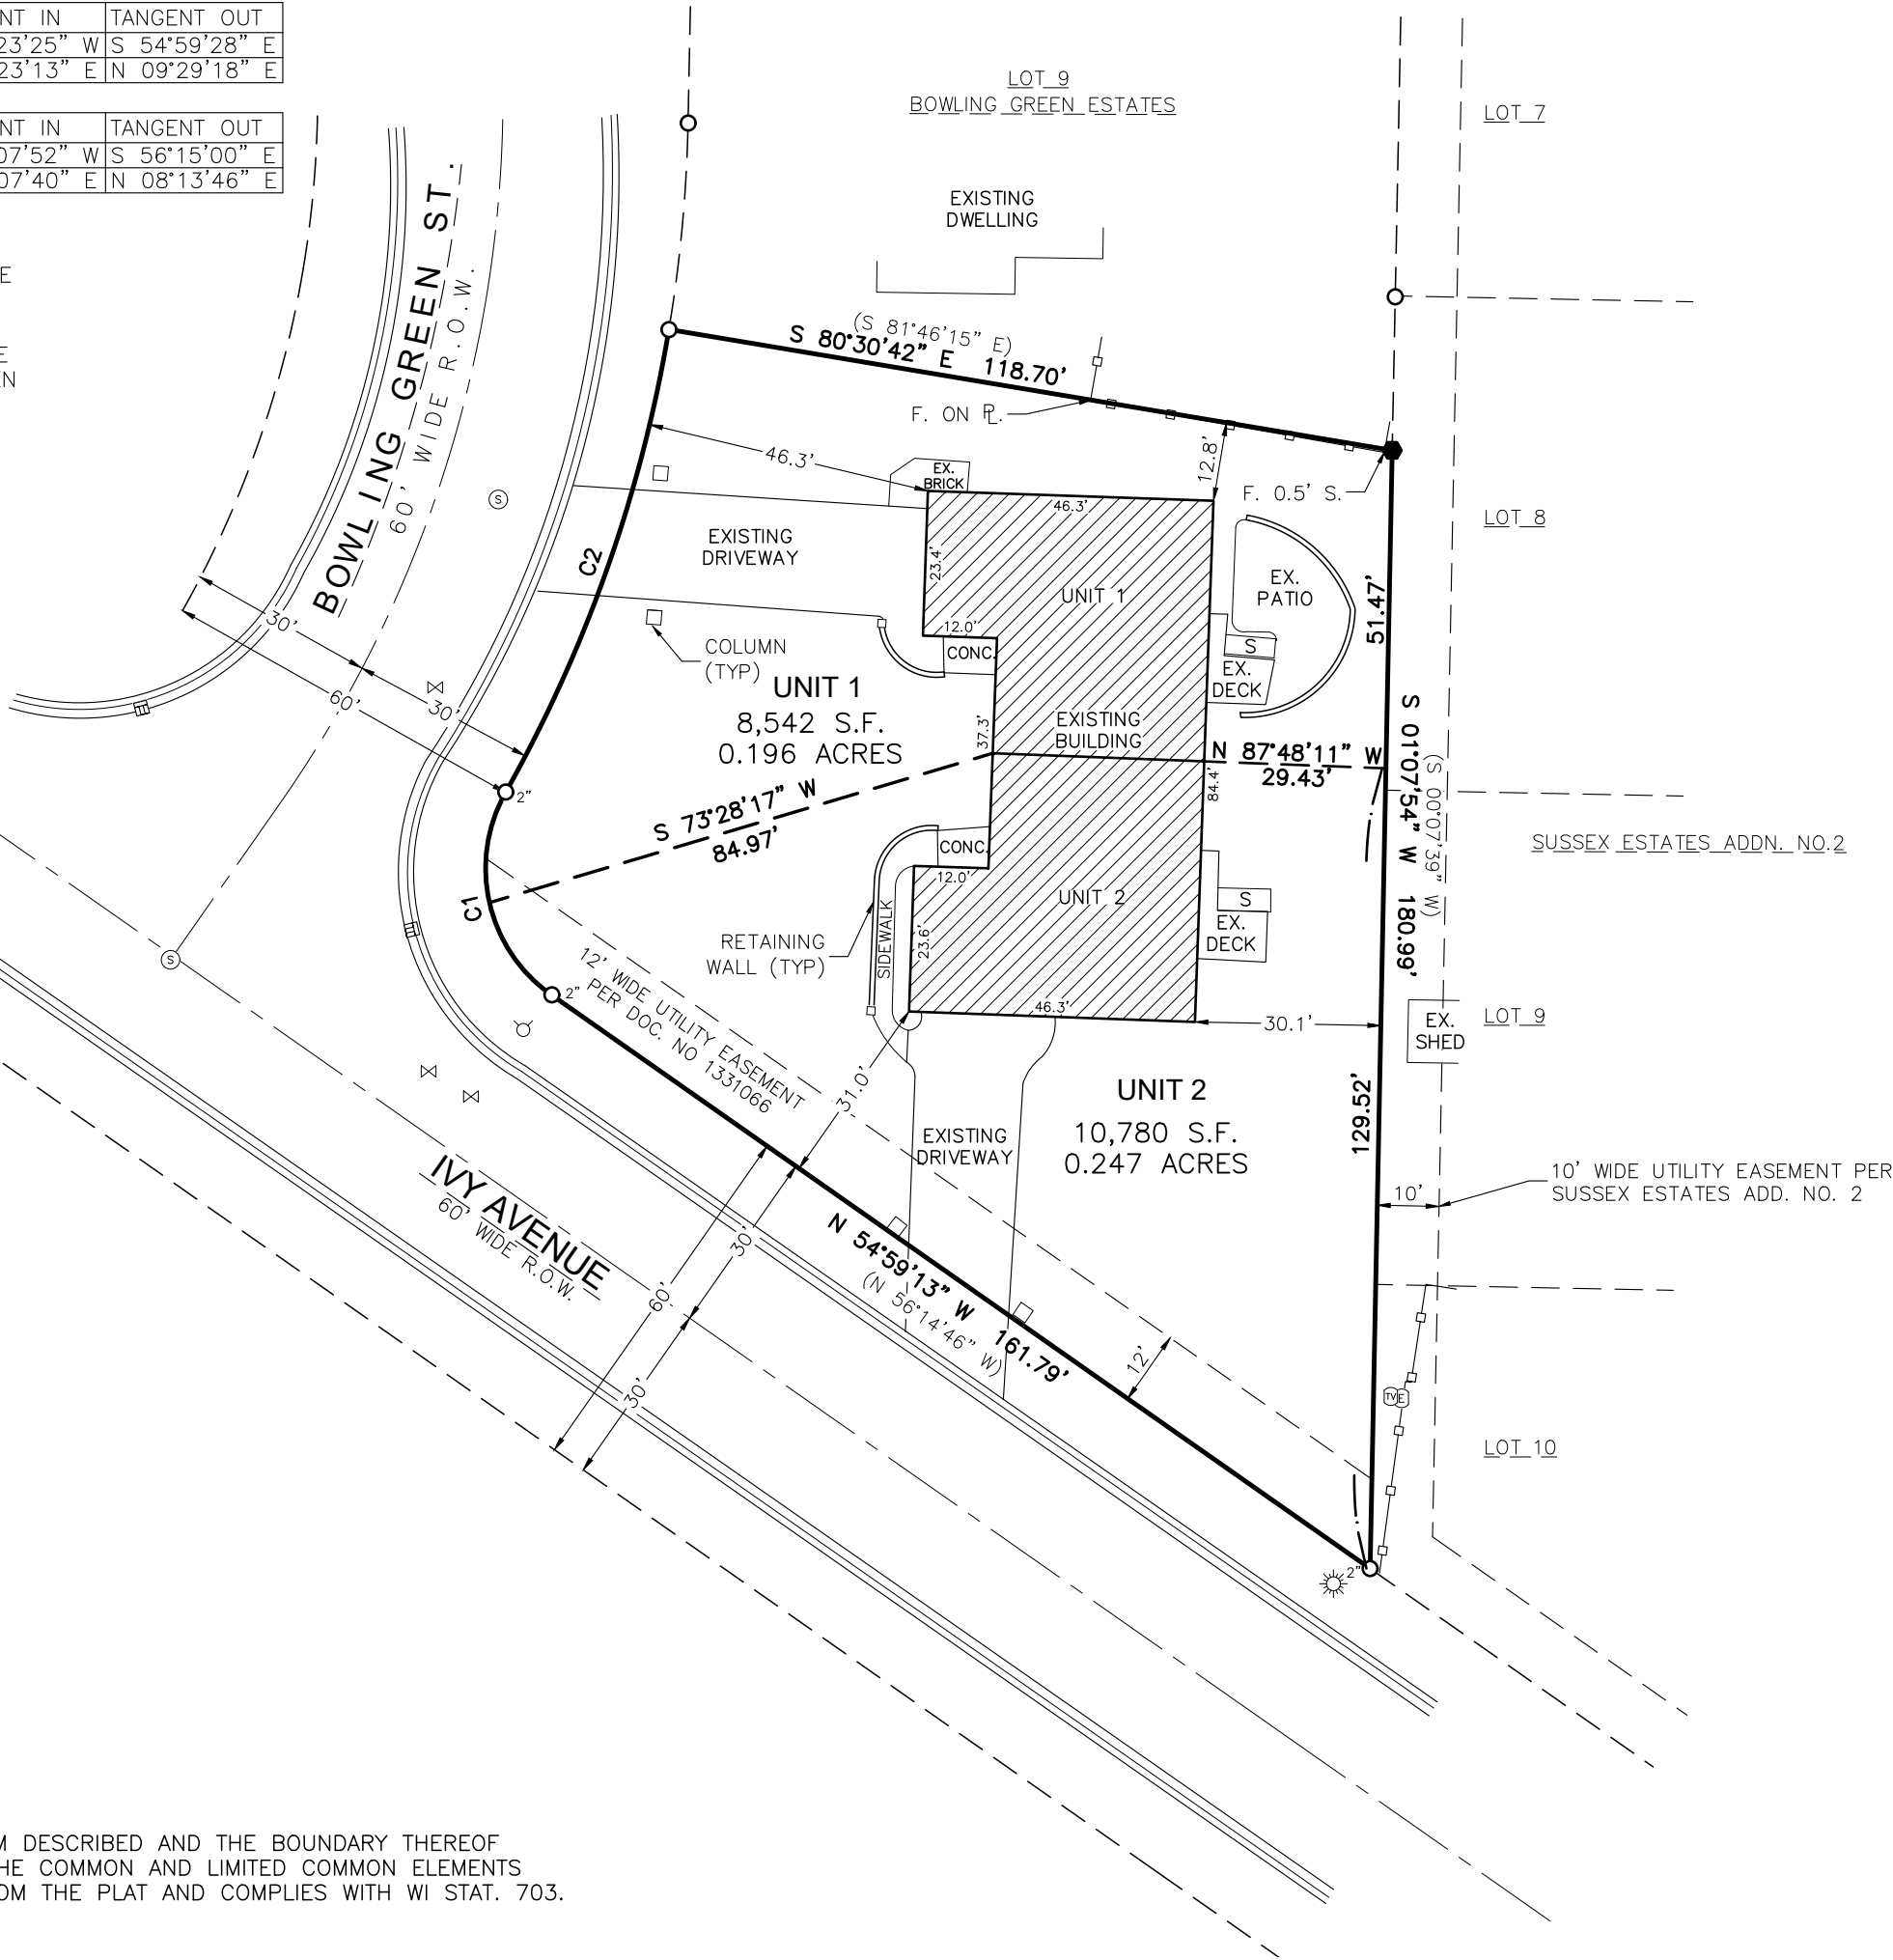 NT IN TANGENT OUT
23'25" W S 54°59'28" E
23'13" E N 09°29'18" E
NT IN TANGENT OUT
07'52" W S 56°15'00" E
07'40" E N 08°13'46" E
E
E
EN
LOT 9
BOWLING GREEN ESTATES
LOT 7
EXISTING
DWELLING
BOWLING GREEN ST.
60' WIDE R.O.W.
(S 81°46'15" E)
S 80°30'42" E 118.70'
F. ON PL.
46.3'
12.8'
EX.
BRICK
46.3'
F. 0.5' S.
LOT 8
S
EXISTING
DRIVEWAY
C2
23.4'
UNIT 1
EX.
PATIO
51.47'
30'
60'
30'
COLUMN
(TYP)
12.0'
CONC.
S
EX.
DECK
UNIT 1
8,542 S.F.
0.196 ACRES
37.3'
EXISTING
BUILDING
N 87°48'11" W
29.43'
84.4'
S 01°07'54" W 180.99'
(S 00°07'39" W)
2"
S 73°28'17" W
84.97'
SUSSEX ESTATES ADDN. NO.2
C1
CONC.
12.0'
UNIT 2
S
EX.
DECK
RETAINING
WALL (TYP)
SIDEWALK
23.6'
S
2"
12' WIDE UTILITY EASEMENT
PER DOC. NO 1331066
46.3'
30.1'
EX.
SHED
LOT 9
31.0'
UNIT 2
10,780 S.F.
0.247 ACRES
EXISTING
DRIVEWAY
129.52'
10'
10' WIDE UTILITY EASEMENT PER
SUSSEX ESTATES ADD. NO. 2
IVY AVENUE
60' WIDE R.O.W.
30'
60'
30'
N 54°59'13" W 161.79'
(N 56°14'46" W)
12'
TV E
LOT 10
2"
M DESCRIBED AND THE BOUNDARY THEREOF
HE COMMON AND LIMITED COMMON ELEMENTS
OM THE PLAT AND COMPLIES WITH WI STAT. 703.